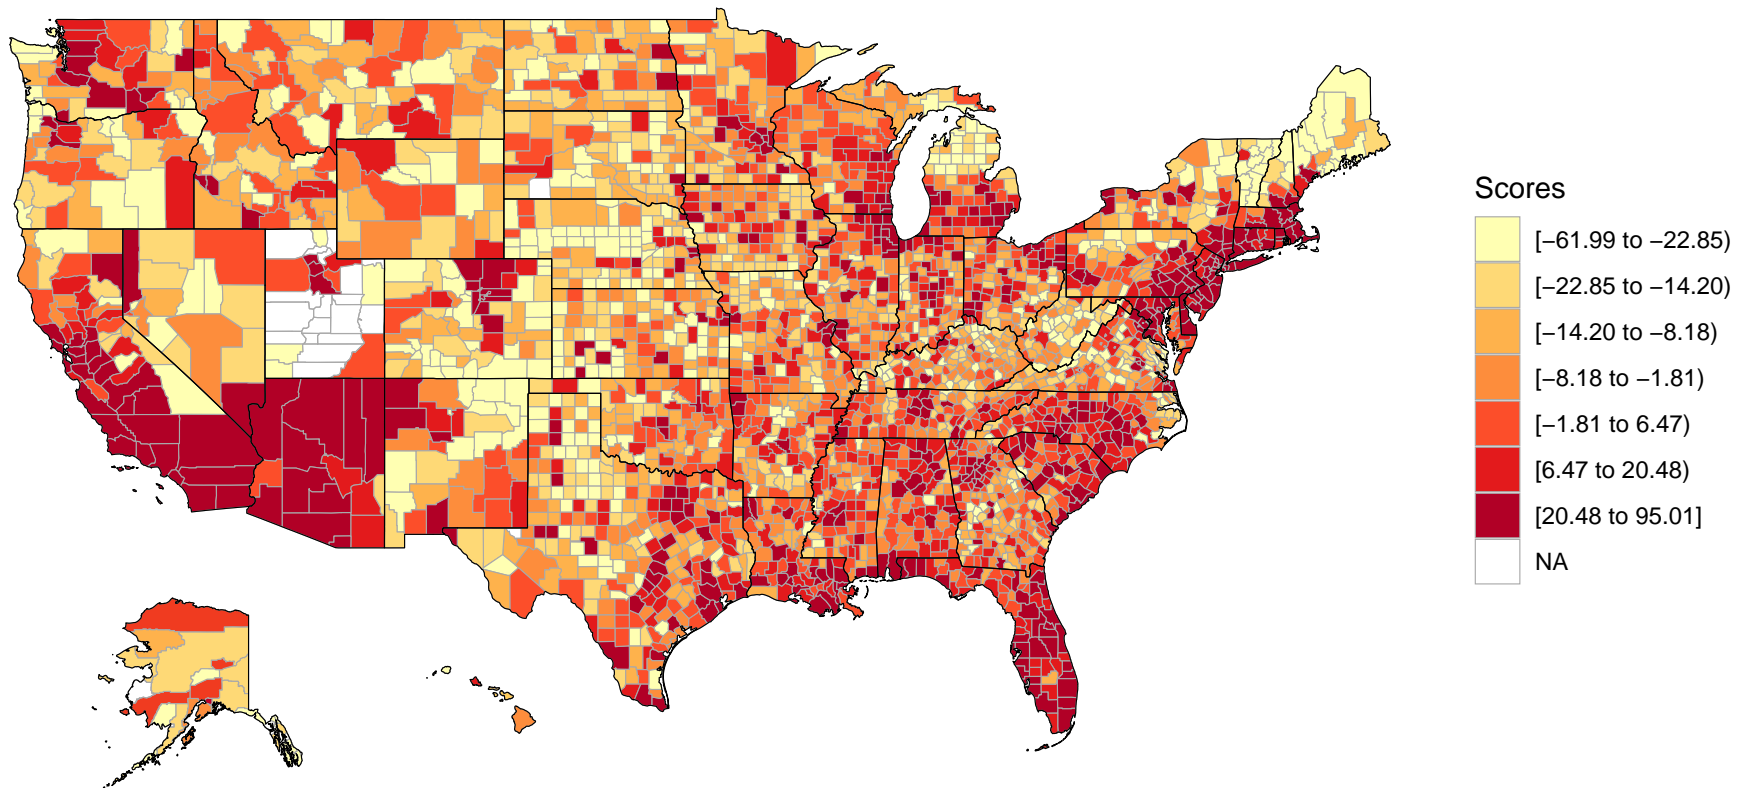 Scores
[−61.99 to −22.85)
[−22.85 to −14.20)
[−14.20 to −8.18)
[−8.18 to −1.81)
[−1.81 to 6.47)
[6.47 to 20.48)
[20.48 to 95.01]
NA